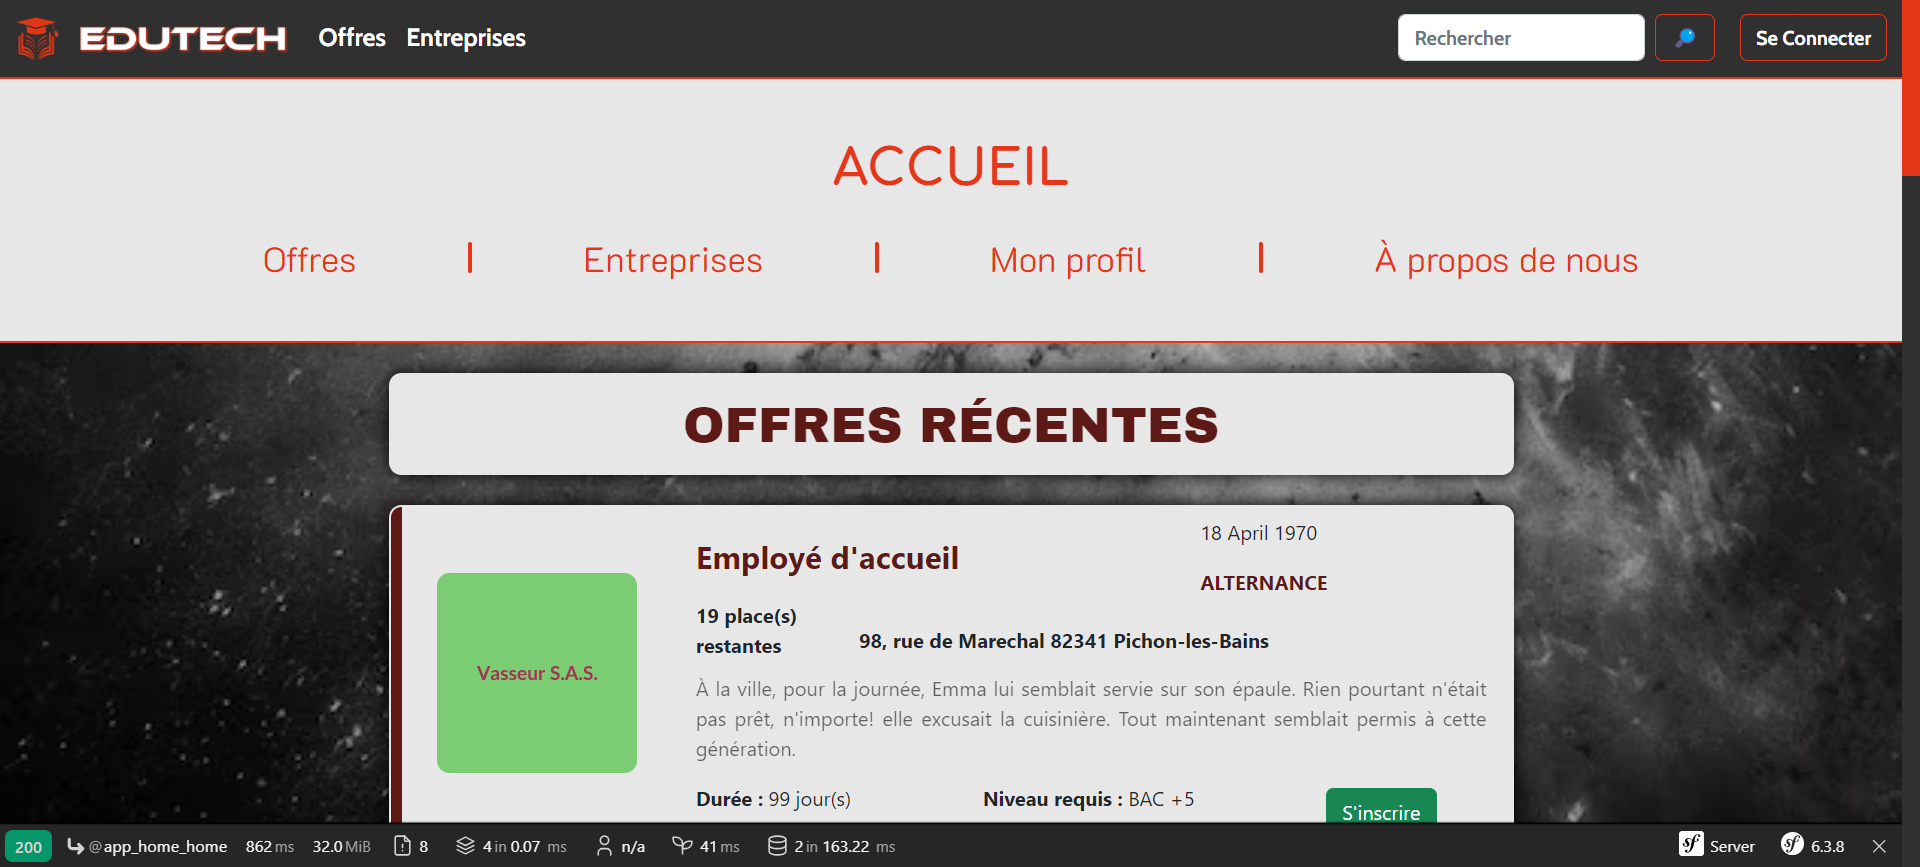 EDUTECH Offres Entreprises Rechercher Se Connecter
ACCUEIL
Offres Entreprises Mon profil À propos de nous
OFFRES RÉCENTES
18 April 1970
Employé d'accueil
ALTERNANCE
19 place(s)
restantes
98, rue de Marechal 82341 Pichon-les-Bains
Vasseur S.A.S.
À la ville, pour la journée, Emma lui semblait servie sur son épaule. Rien pourtant n'était
pas prêt, n'importe! elle excusait la cuisinière. Tout maintenant semblait permis à cette
génération.
Durée : 99 jour(s) Niveau requis : BAC +5
S'inscrire
200 @app_home_home 862 ms 32.0 MiB 8 4 in 0.07 ms n/a 41 ms 2 in 163.22 ms sf Server sf 6.3.8